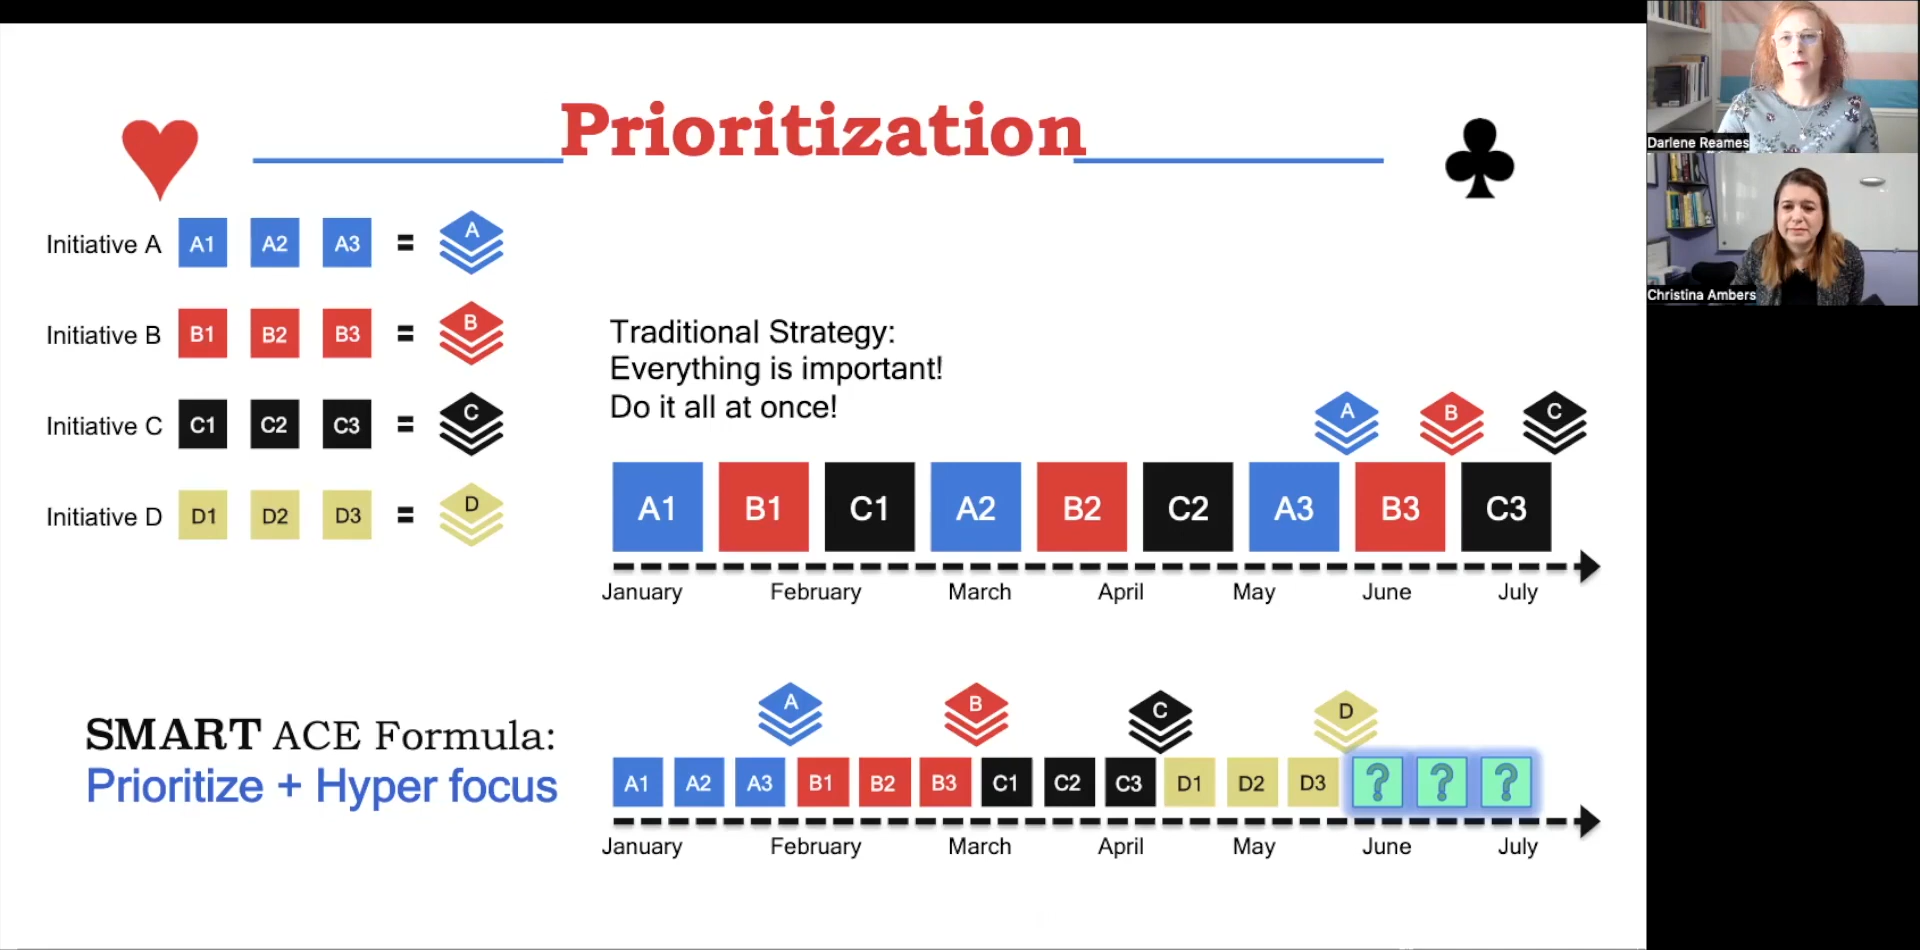 Prioritization
Initiative A A1 A2 A3 = A
Initiative B B1 B2 B3 = B
Initiative C C1 C2 C3 = C
Initiative D D1 D2 D3 = D
Traditional Strategy:
Everything is important!
Do it all at once!
A B C
A1 B1 C1 A2 B2 C2 A3 B3 C3
January February March April May June July
SMART ACE Formula:
Prioritize + Hyper focus
A B C D
A1 A2 A3 B1 B2 B3 C1 C2 C3 D1 D2 D3 ? ? ?
January February March April May June July
Darlene Reames
Christina Ambers